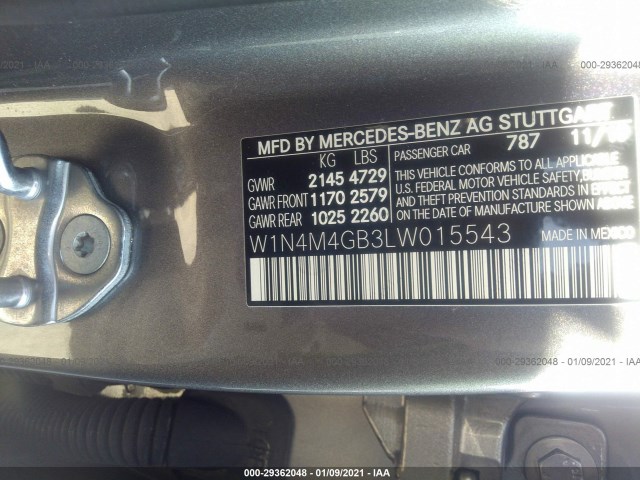 000-29362048 - 01/09/2021 - IAA
MFD BY MERCEDES-BENZ AG STUTTGART
KG LBS
PASSENGER CAR 787
GVWR 2145 4729
GAWR FRONT 1170 2579
GAWR REAR 1025 2260
THIS VEHICLE CONFORMS TO ALL APPLICABLE
U.S. FEDERAL MOTOR VEHICLE SAFETY, BUMPER
AND THEFT PREVENTION STANDARDS IN EFFECT
ON THE DATE OF MANUFACTURE SHOWN ABOVE
W1N4M4GB3LW015543 MADE IN MEXICO
000-29362048 - 01/09/2021 - IAA
000-29362048 - 01/09/2021 - IAA